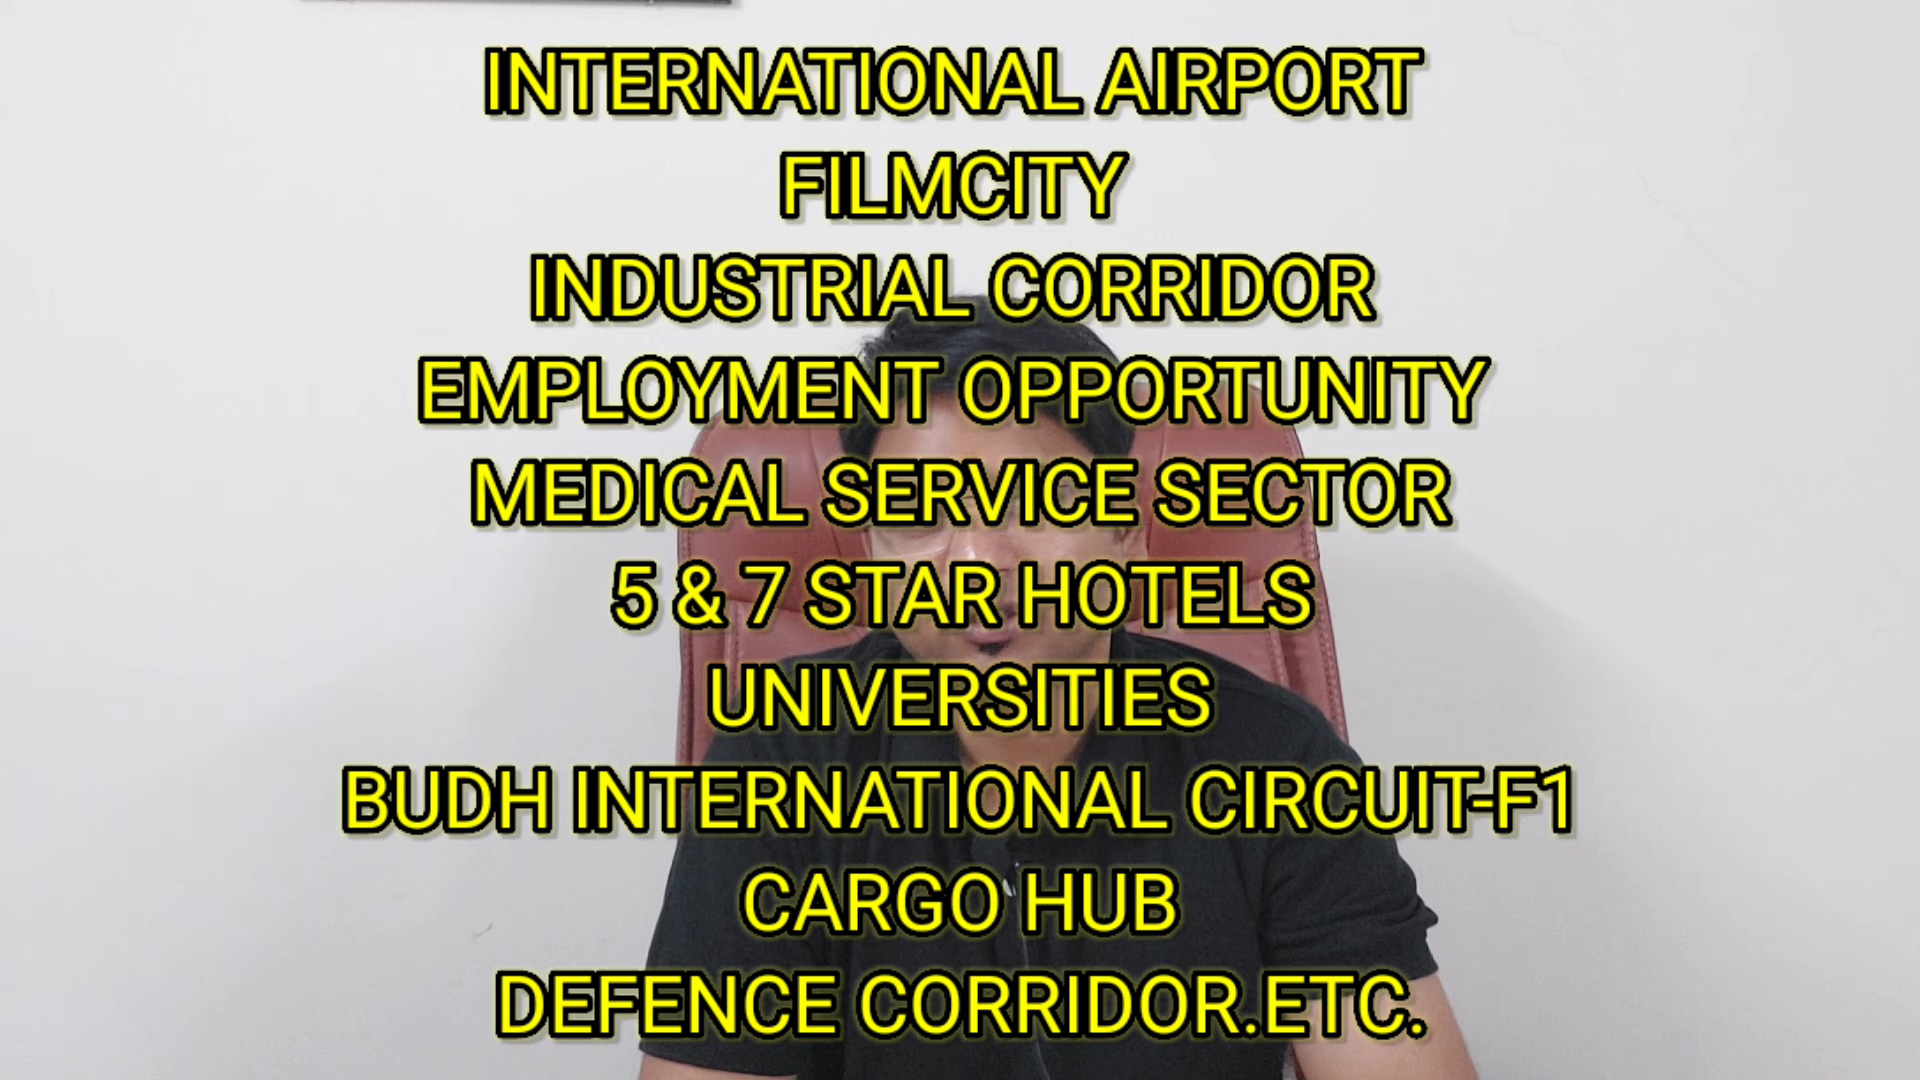 INTERNATIONAL AIRPORT
FILMCITY
INDUSTRIAL CORRIDOR
EMPLOYMENT OPPORTUNITY
MEDICAL SERVICE SECTOR
5 & 7 STAR HOTELS
UNIVERSITIES
BUDH INTERNATIONAL CIRCUIT-F1
CARGO HUB
DEFENCE CORRIDOR.ETC.